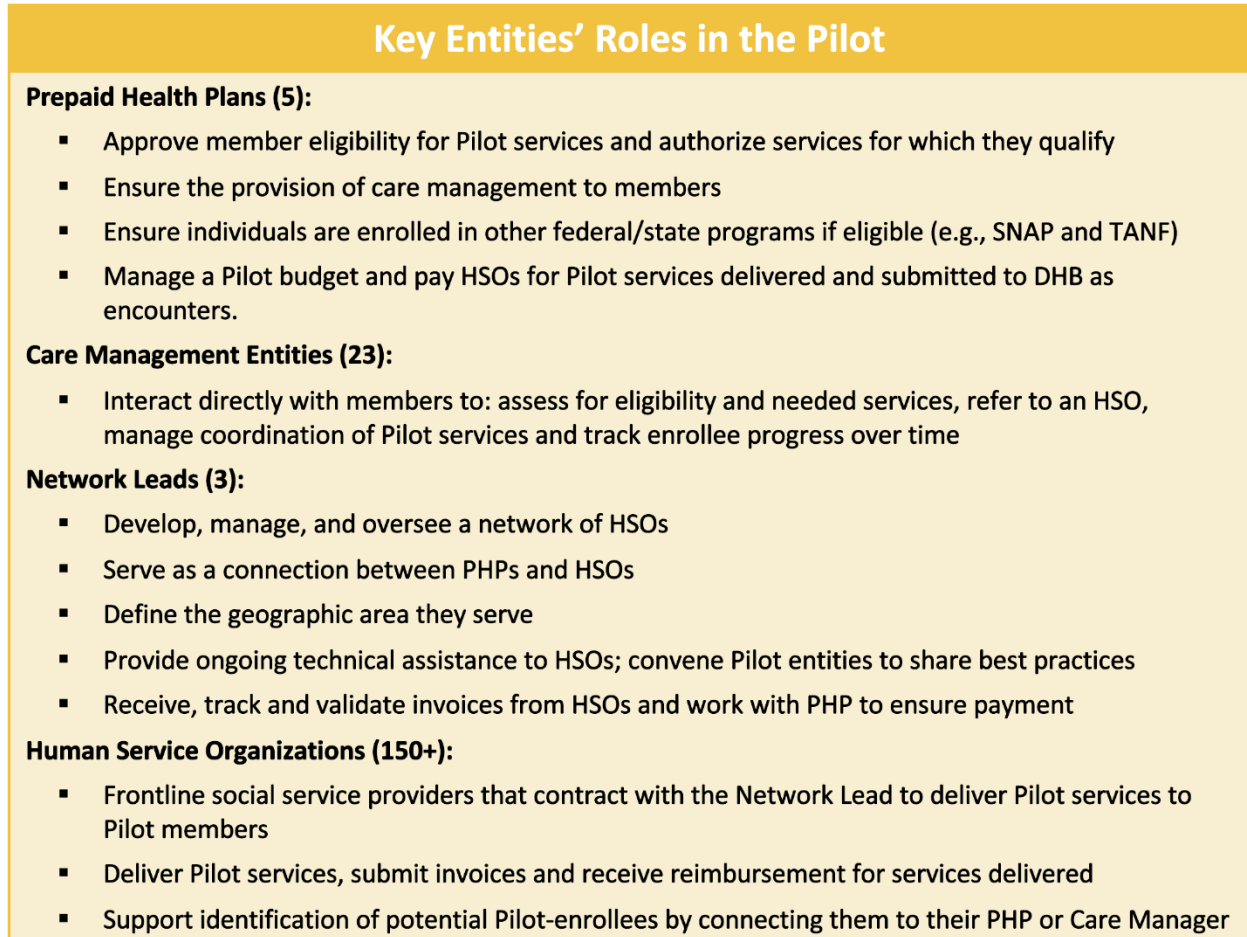 Key Entities' Roles in the Pilot
Prepaid Health Plans (5):
▪ Approve member eligibility for Pilot services and authorize services for which they qualify
▪ Ensure the provision of care management to members
▪ Ensure individuals are enrolled in other federal/state programs if eligible (e.g., SNAP and TANF)
▪ Manage a Pilot budget and pay HSOs for Pilot services delivered and submitted to DHB as
encounters.
Care Management Entities (23):
▪ Interact directly with members to: assess for eligibility and needed services, refer to an HSO,
manage coordination of Pilot services and track enrollee progress over time
Network Leads (3):
▪ Develop, manage, and oversee a network of HSOs
▪ Serve as a connection between PHPs and HSOs
▪ Define the geographic area they serve
▪ Provide ongoing technical assistance to HSOs; convene Pilot entities to share best practices
▪ Receive, track and validate invoices from HSOs and work with PHP to ensure payment
Human Service Organizations (150+):
▪ Frontline social service providers that contract with the Network Lead to deliver Pilot services to
Pilot members
▪ Deliver Pilot services, submit invoices and receive reimbursement for services delivered
▪ Support identification of potential Pilot-enrollees by connecting them to their PHP or Care Manager